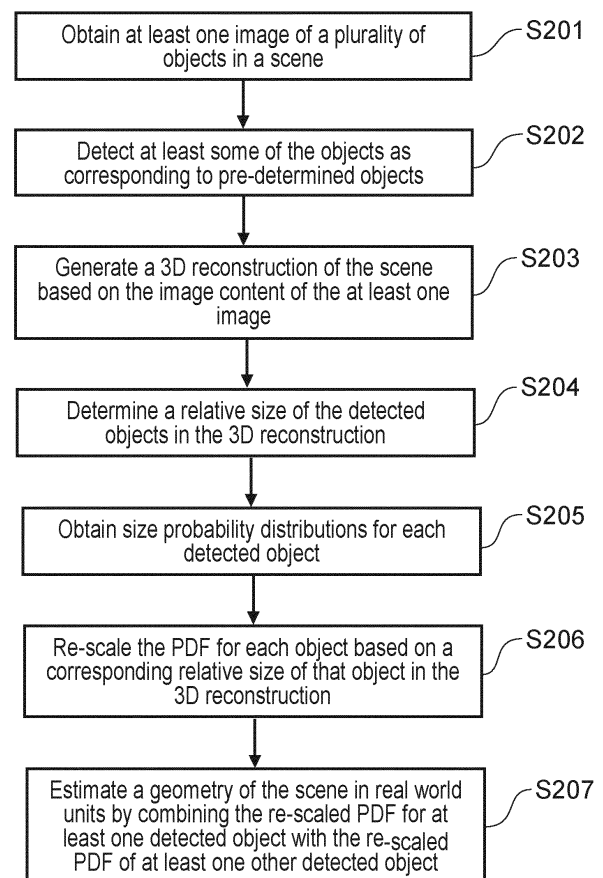 Obtain at least one image of a plurality of
objects in a scene
S201
Detect at least some of the objects as
corresponding to pre-determined objects
S202
Generate a 3D reconstruction of the scene
based on the image content of the at least one
image
S203
Determine a relative size of the detected
objects in the 3D reconstruction
S204
Obtain size probability distributions for each
detected object
S205
Re-scale the PDF for each object based on a
corresponding relative size of that object in the
3D reconstruction
S206
Estimate a geometry of the scene in real world
units by combining the re-scaled PDF for at
least one detected object with the re-scaled
PDF of at least one other detected object
S207